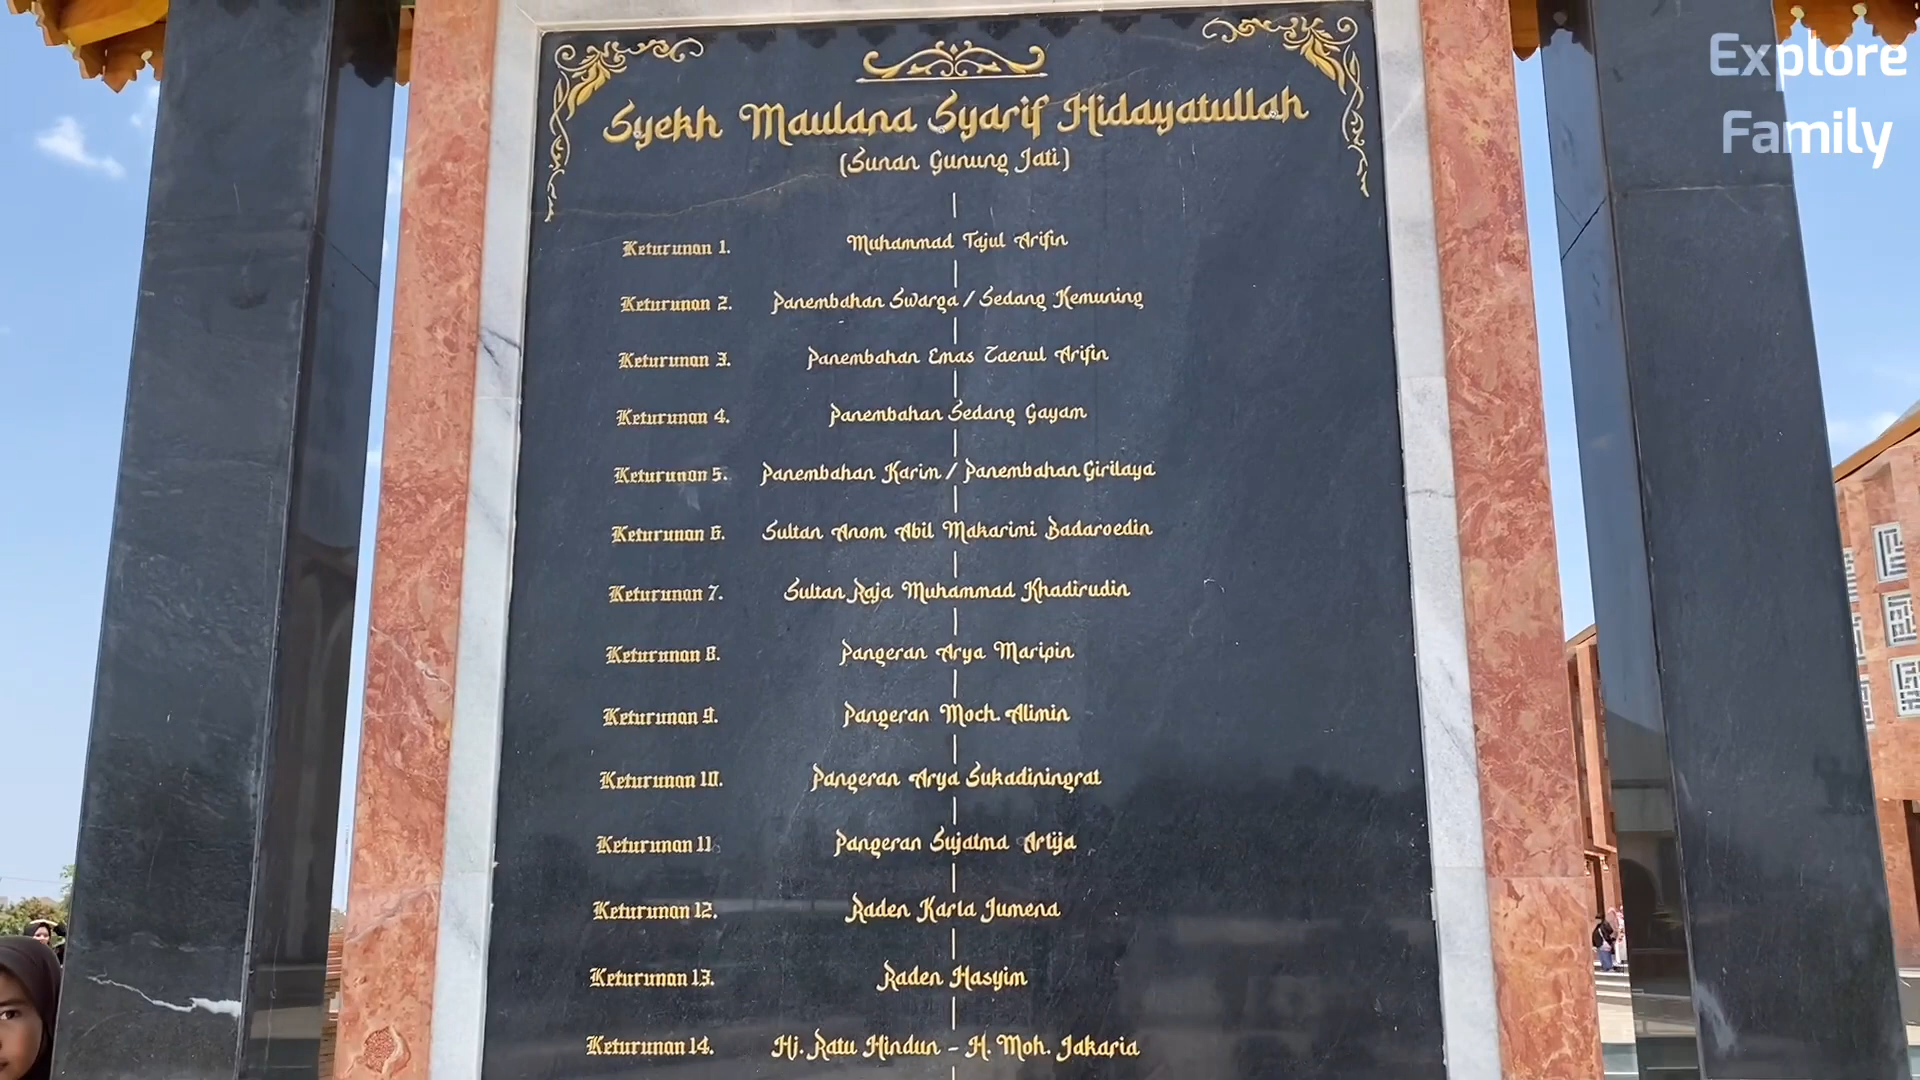 Explore
Family
Syekh Maulana Syarif Hidayatullah
(Sunan Gunung Jati)
Keturunan 1. Muhammad Tajul Arifin
Keturunan 2. Panembahan Swarga / Sedang Kemuning
Keturunan 3. Panembahan Emas Zaenul Arifin
Keturunan 4. Panembahan Sedang Gayam
Keturunan 5. Panembahan Karim / Panembahan Girilaya
Keturunan 6. Sultan Anom Abil Makarimi Badaroedin
Keturunan 7. Sultan Raja Muhammad Khadirudin
Keturunan 8. Pangeran Arya Maripin
Keturunan 9. Pangeran Moch. Alimin
Keturunan 10. Pangeran Arya Sukadiningrat
Keturunan 11 Pangeran Sujatma Artija
Keturunan 12. Raden Karta Jumena
Keturunan 13. Raden Hasyim
Keturunan 14. Hj. Ratu Hindun - H. Moh. Jakaria